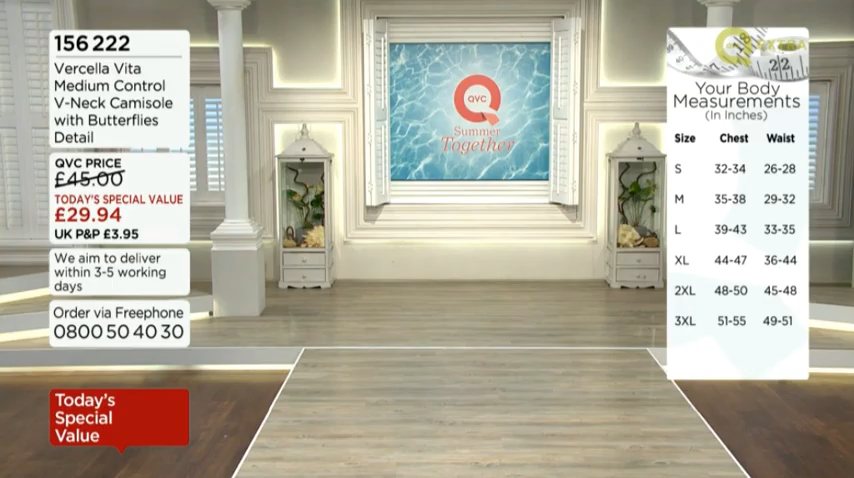 156 222
Vercella Vita
Medium Control
V-Neck Camisole
with Butterflies
Detail
QVC PRICE
£45.00
TODAY'S SPECIAL VALUE
£29.94
UK P&P £3.95
We aim to deliver
within 3-5 working
days
Order via Freephone
0800 50 40 30
Today's
Special
Value
QVC
Summer
Together
EXTRA
18
22
Your Body
Measurements
(In Inches)
Size Chest Waist
S 32-34 26-28
M 35-38 29-32
L 39-43 33-35
XL 44-47 36-44
2XL 48-50 45-48
3XL 51-55 49-51